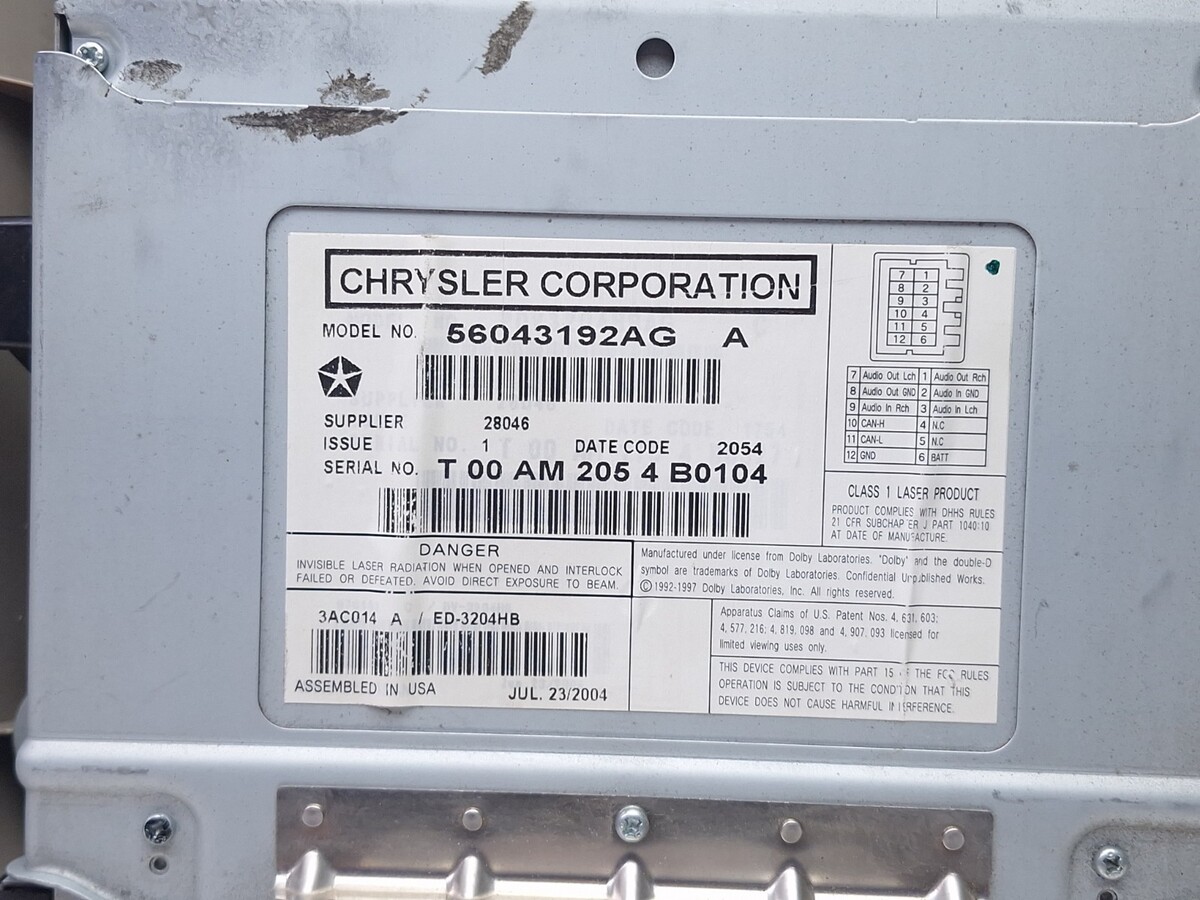 CHRYSLER CORPORATION
MODEL NO. 56043192AG A
SUPPLIER 28046
ISSUE 1 DATE CODE 2054
SERIAL NO. T 00 AM 205 4 B0104
7 1
8 2
9 3
10 4
11 5
12 6
7 Audio Out Lch 1 Audio Out Rch
8 Audio Out GND 2 Audio In GND
9 Audio In Rch 3 Audio In Lch
10 CAN-H 4 N.C
11 CAN-L 5 N.C
12 GND 6 BATT
CLASS 1 LASER PRODUCT
PRODUCT COMPLIES WITH DHHS RULES
21 CFR SUBCHAPTER J PART 1040:10
AT DATE OF MANUFACTURE.
DANGER
INVISIBLE LASER RADIATION WHEN OPENED AND INTERLOCK
FAILED OR DEFEATED. AVOID DIRECT EXPOSURE TO BEAM.
Manufactured under license from Dolby Laboratories. "Dolby" and the double-D
symbol are trademarks of Dolby Laboratories. Confidential Unpublished Works.
©1992-1997 Dolby Laboratories, Inc. All rights reserved.
3AC014 A / ED-3204HB
ASSEMBLED IN USA JUL. 23/2004
Apparatus Claims of U.S. Patent Nos. 4, 631, 603;
4, 577, 216; 4, 819, 098 and 4, 907, 093 licensed for
limited viewing uses only.
THIS DEVICE COMPLIES WITH PART 15 OF THE FCC RULES
OPERATION IS SUBJECT TO THE CONDITION THAT THIS
DEVICE DOES NOT CAUSE HARMFUL INTERFERENCE.